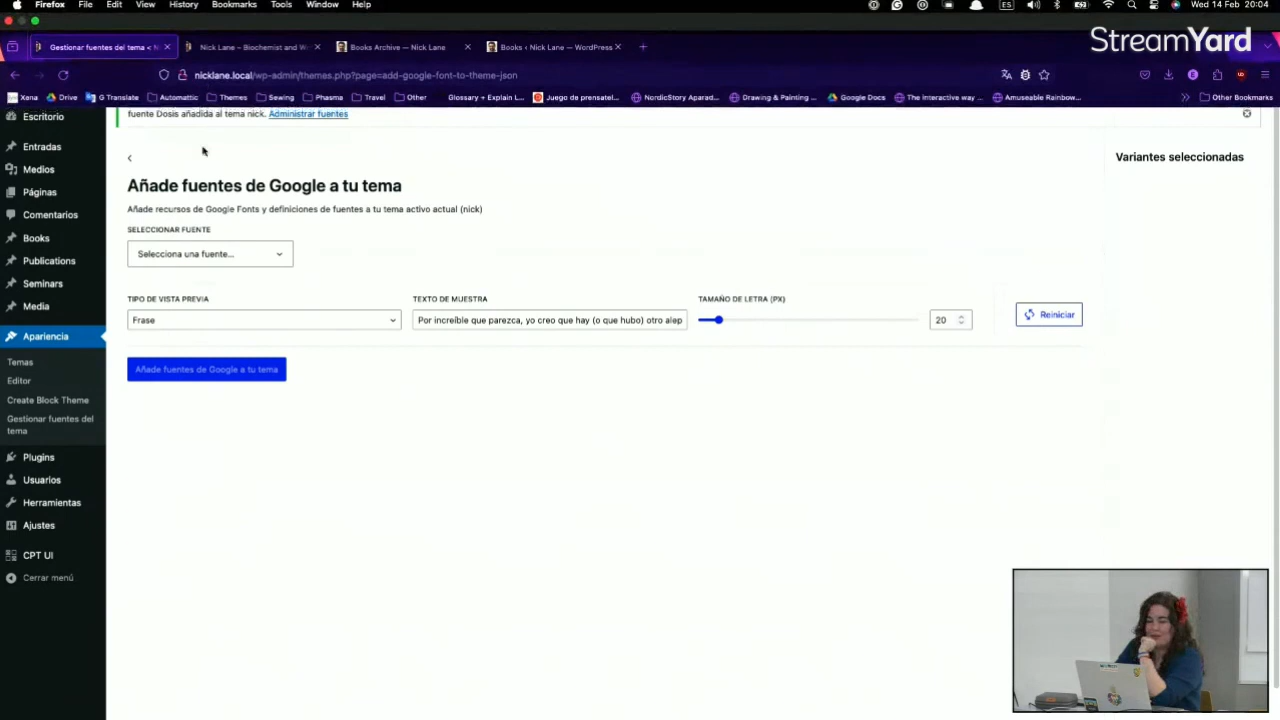 Firefox File Edit View History Bookmarks Tools Window Help
ES
Wed 14 Feb 20:04
StreamYard
Gestionar fuentes del tema < N
Nick Lane – Biochemist and W
Books Archive — Nick Lane
Books ‹ Nick Lane — WordPress
nicklane.local/wp-admin/themes.php?page=add-google-font-to-theme-json
Xena
Drive
G Translate
Automattic
Themes
Sewing
Phasma
Travel
Other
Glossary + Explain L...
Juego de prensatel...
NordicStory Aparad...
Drawing & Painting ...
Google Docs
The interactive way ...
Amuseable Rainbow...
Other Bookmarks
Escritorio
Entradas
Medios
Páginas
Comentarios
Books
Publications
Seminars
Media
Apariencia
Temas
Editor
Create Block Theme
Gestionar fuentes del
tema
Plugins
Usuarios
Herramientas
Ajustes
CPT UI
Cerrar menú
fuente Dosis añadida al tema nick. Administrar fuentes
Añade fuentes de Google a tu tema
Añade recursos de Google Fonts y definiciones de fuentes a tu tema activo actual (nick)
SELECCIONAR FUENTE
Selecciona una fuente...
TIPO DE VISTA PREVIA
Frase
TEXTO DE MUESTRA
Por increíble que parezca, yo creo que hay (o que hubo) otro alep
TAMAÑO DE LETRA (PX)
20
Reiniciar
Añade fuentes de Google a tu tema
Variantes seleccionadas